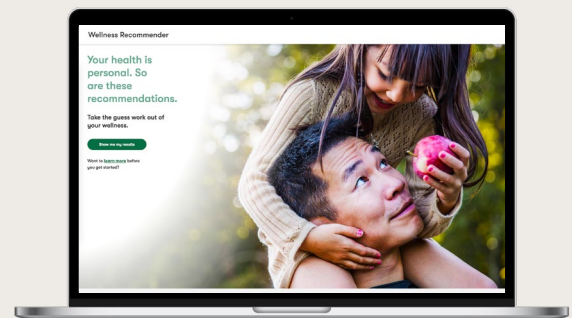 Wellness Recommender
Your health is
personal. So
are these
recommendations.
Take the guess work out of
your wellness.
Show me my results
Want to learn more before
you get started?